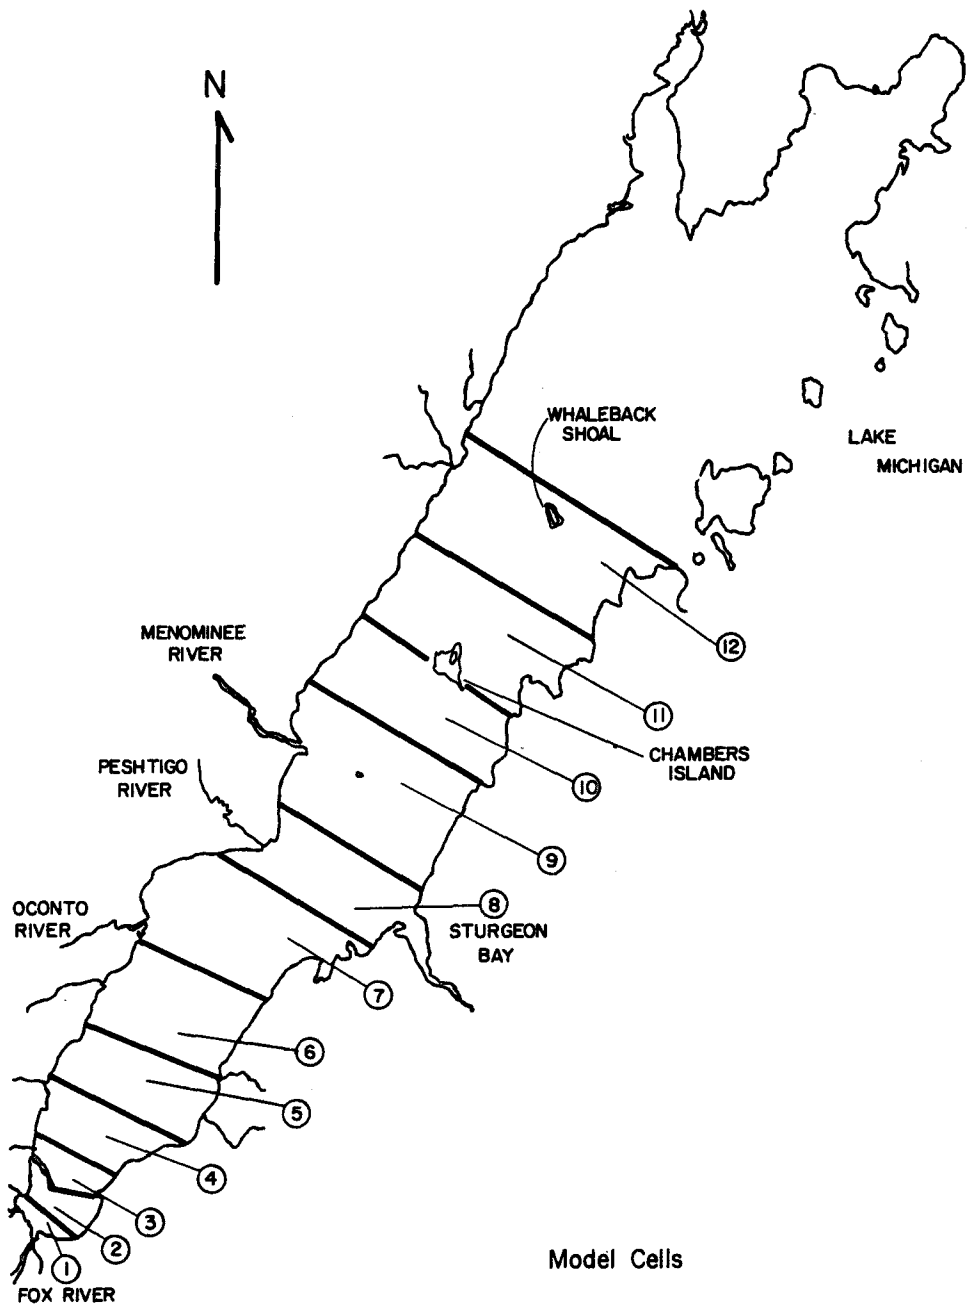 N
WHALEBACK
SHOAL
LAKE
MICHIGAN
MENOMINEE
RIVER
12
11
CHAMBERS
ISLAND
PESHTIGO
RIVER
10
9
OCONTO
RIVER
8
STURGEON
BAY
7
6
5
4
3
2
1
Model Cells
FOX RIVER